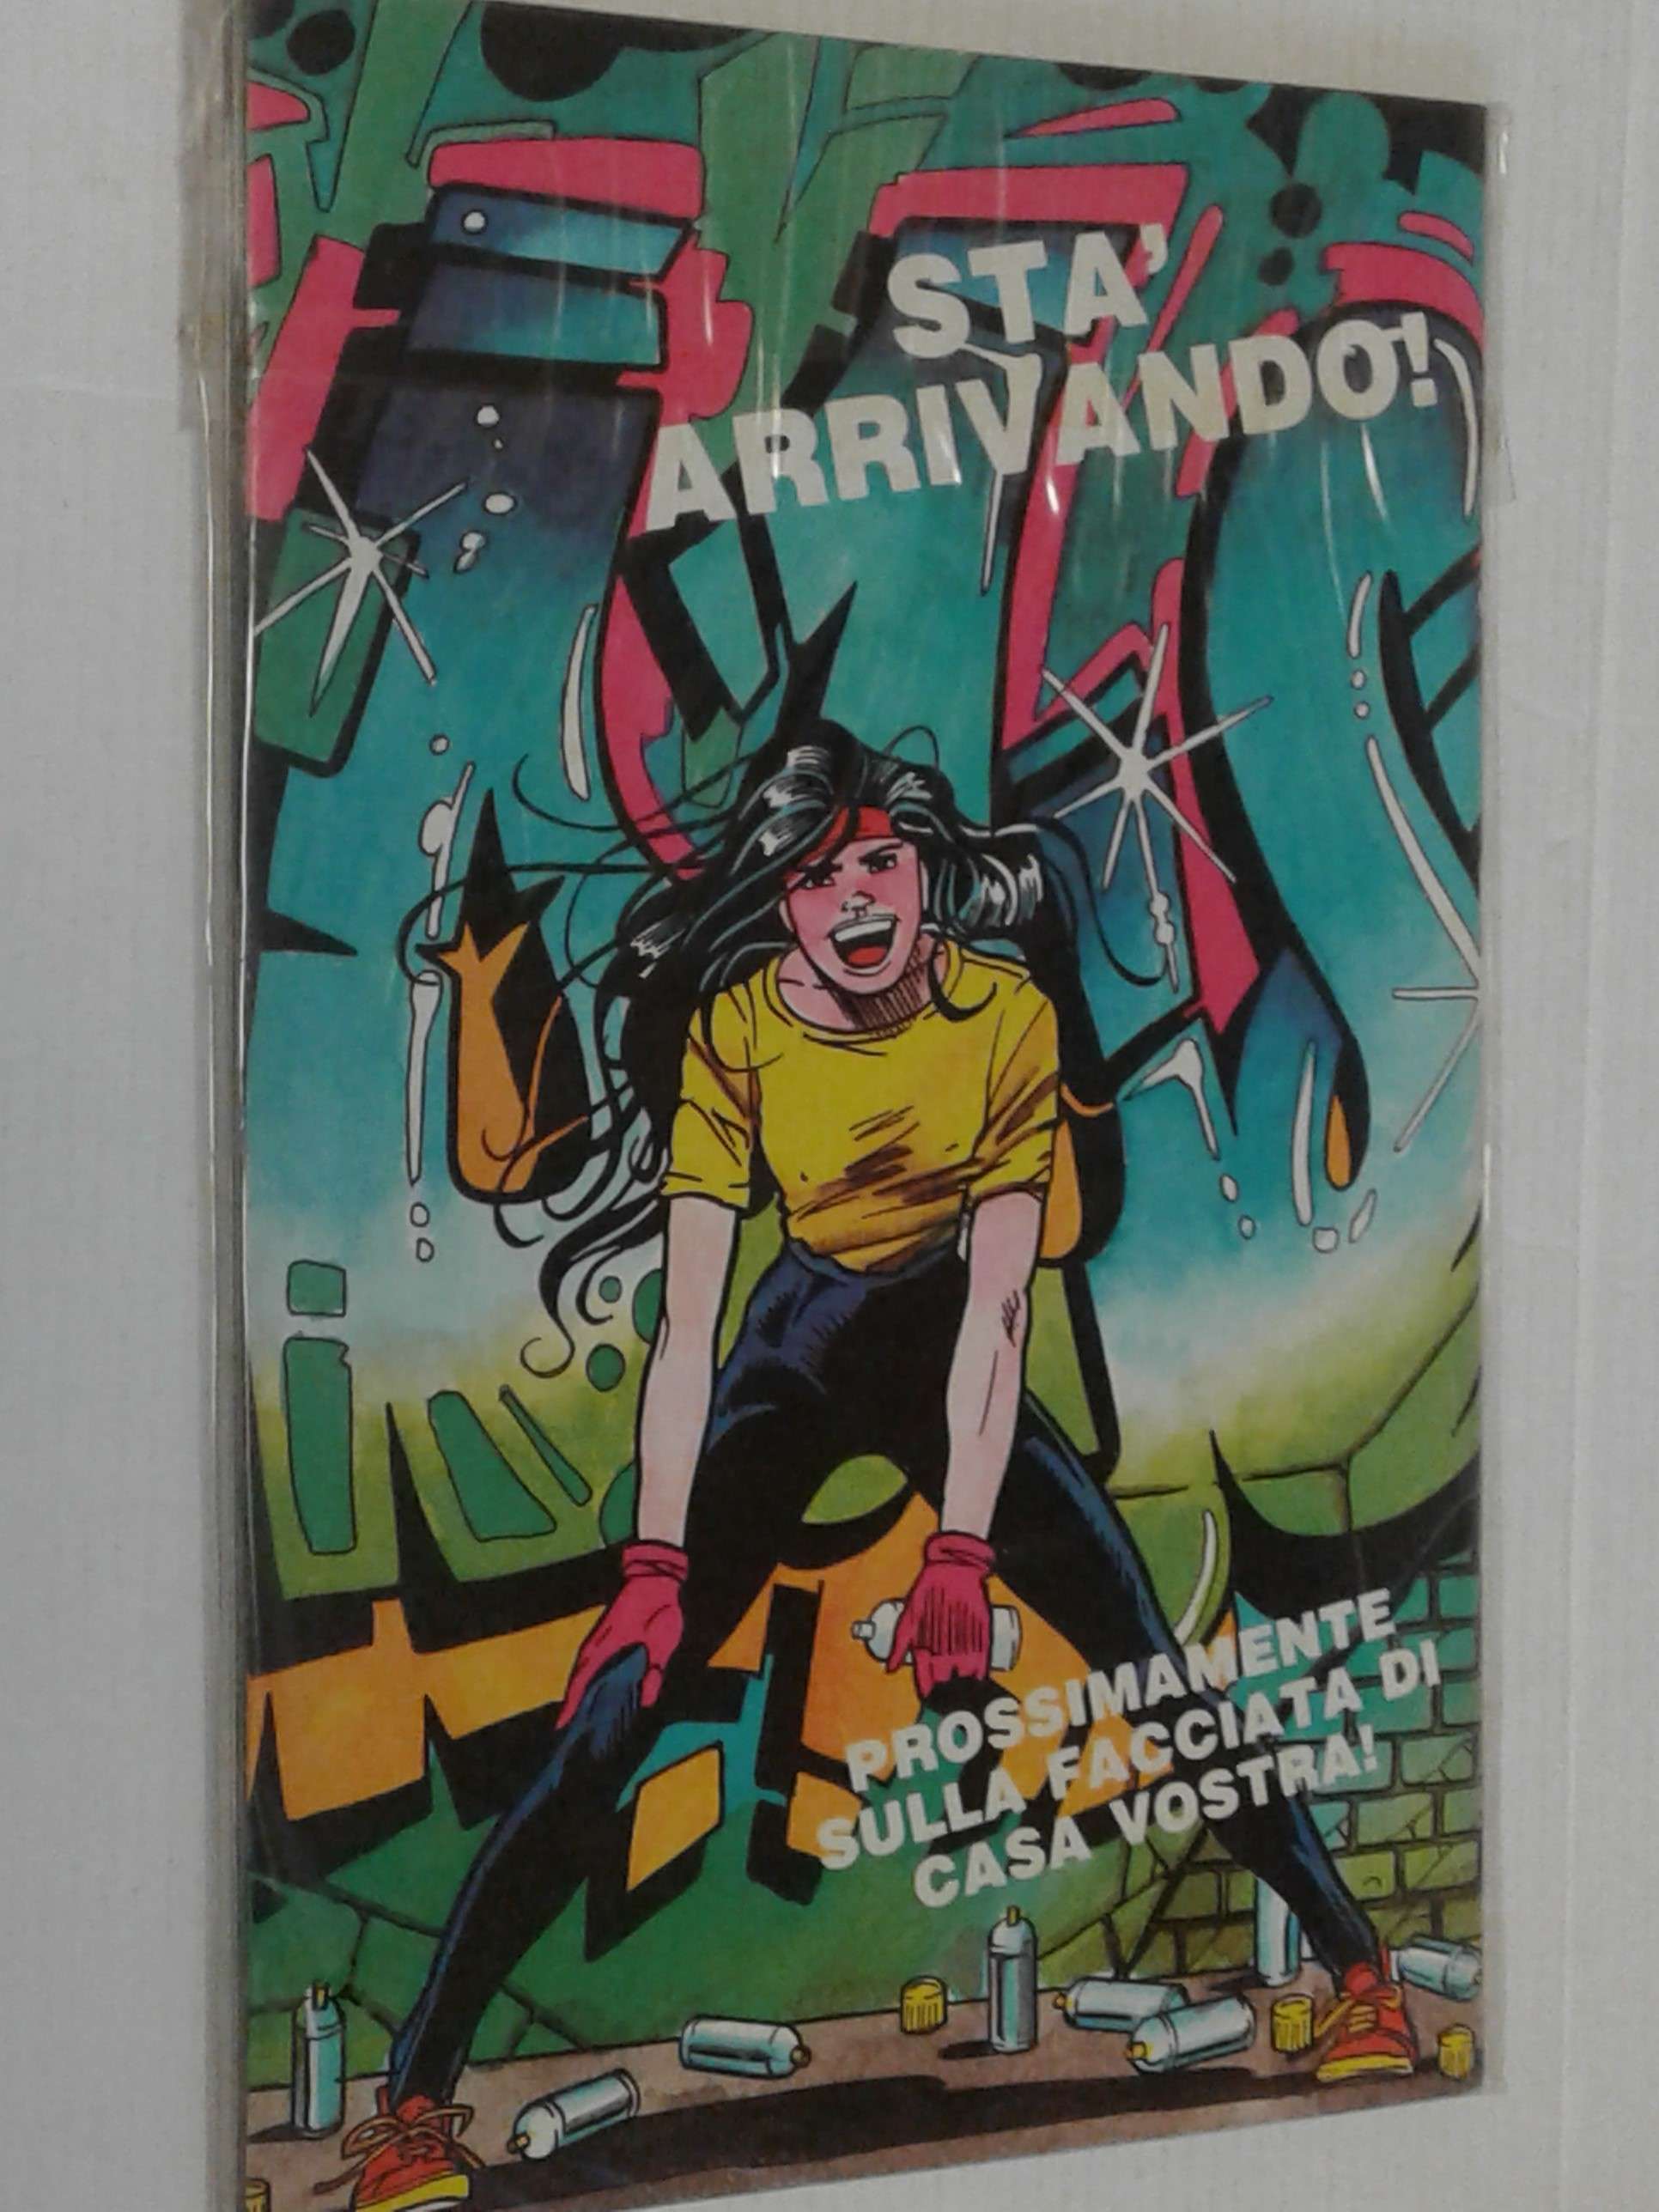 STA'
ARRIVANDO!
PROSSIMAMENTE
SULLA FACCIATA DI
CASA VOSTRA!